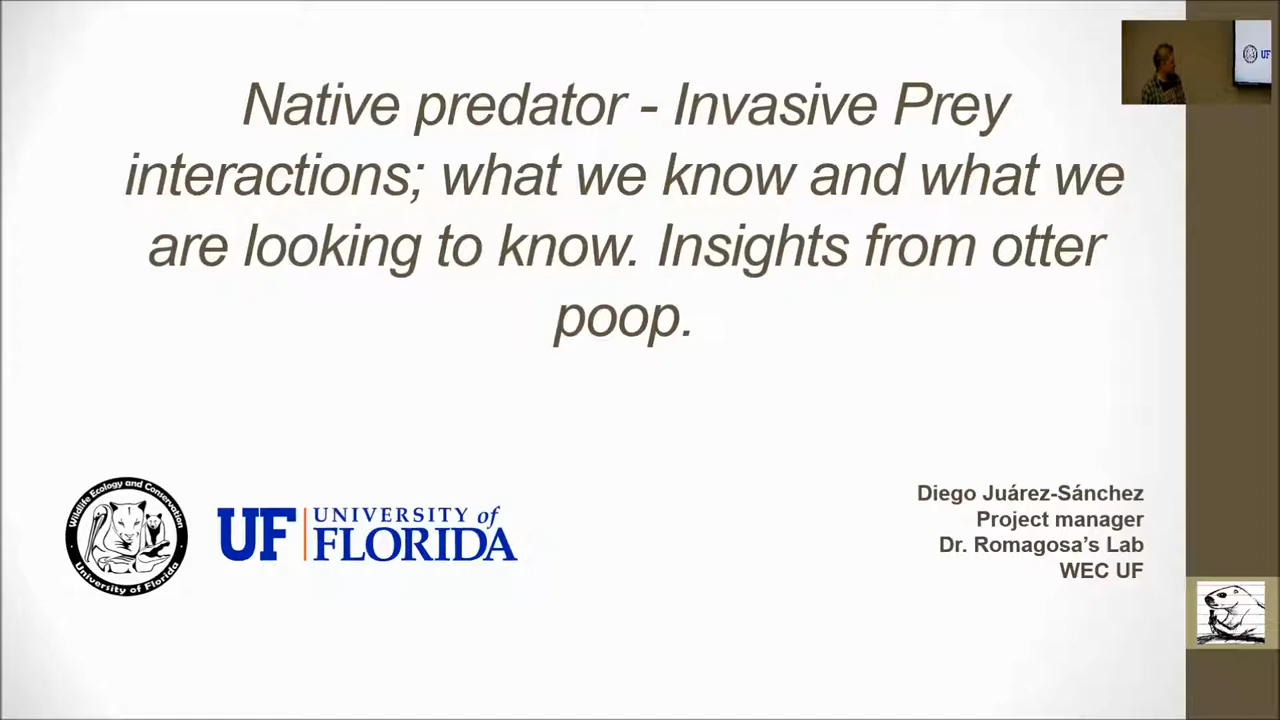 Native predator - Invasive Prey
interactions; what we know and what we
are looking to know. Insights from otter
poop.
Wildlife Ecology and Conservation
University of Florida
UF UNIVERSITY of
FLORIDA
Diego Juárez-Sánchez
Project manager
Dr. Romagosa's Lab
WEC UF
UF